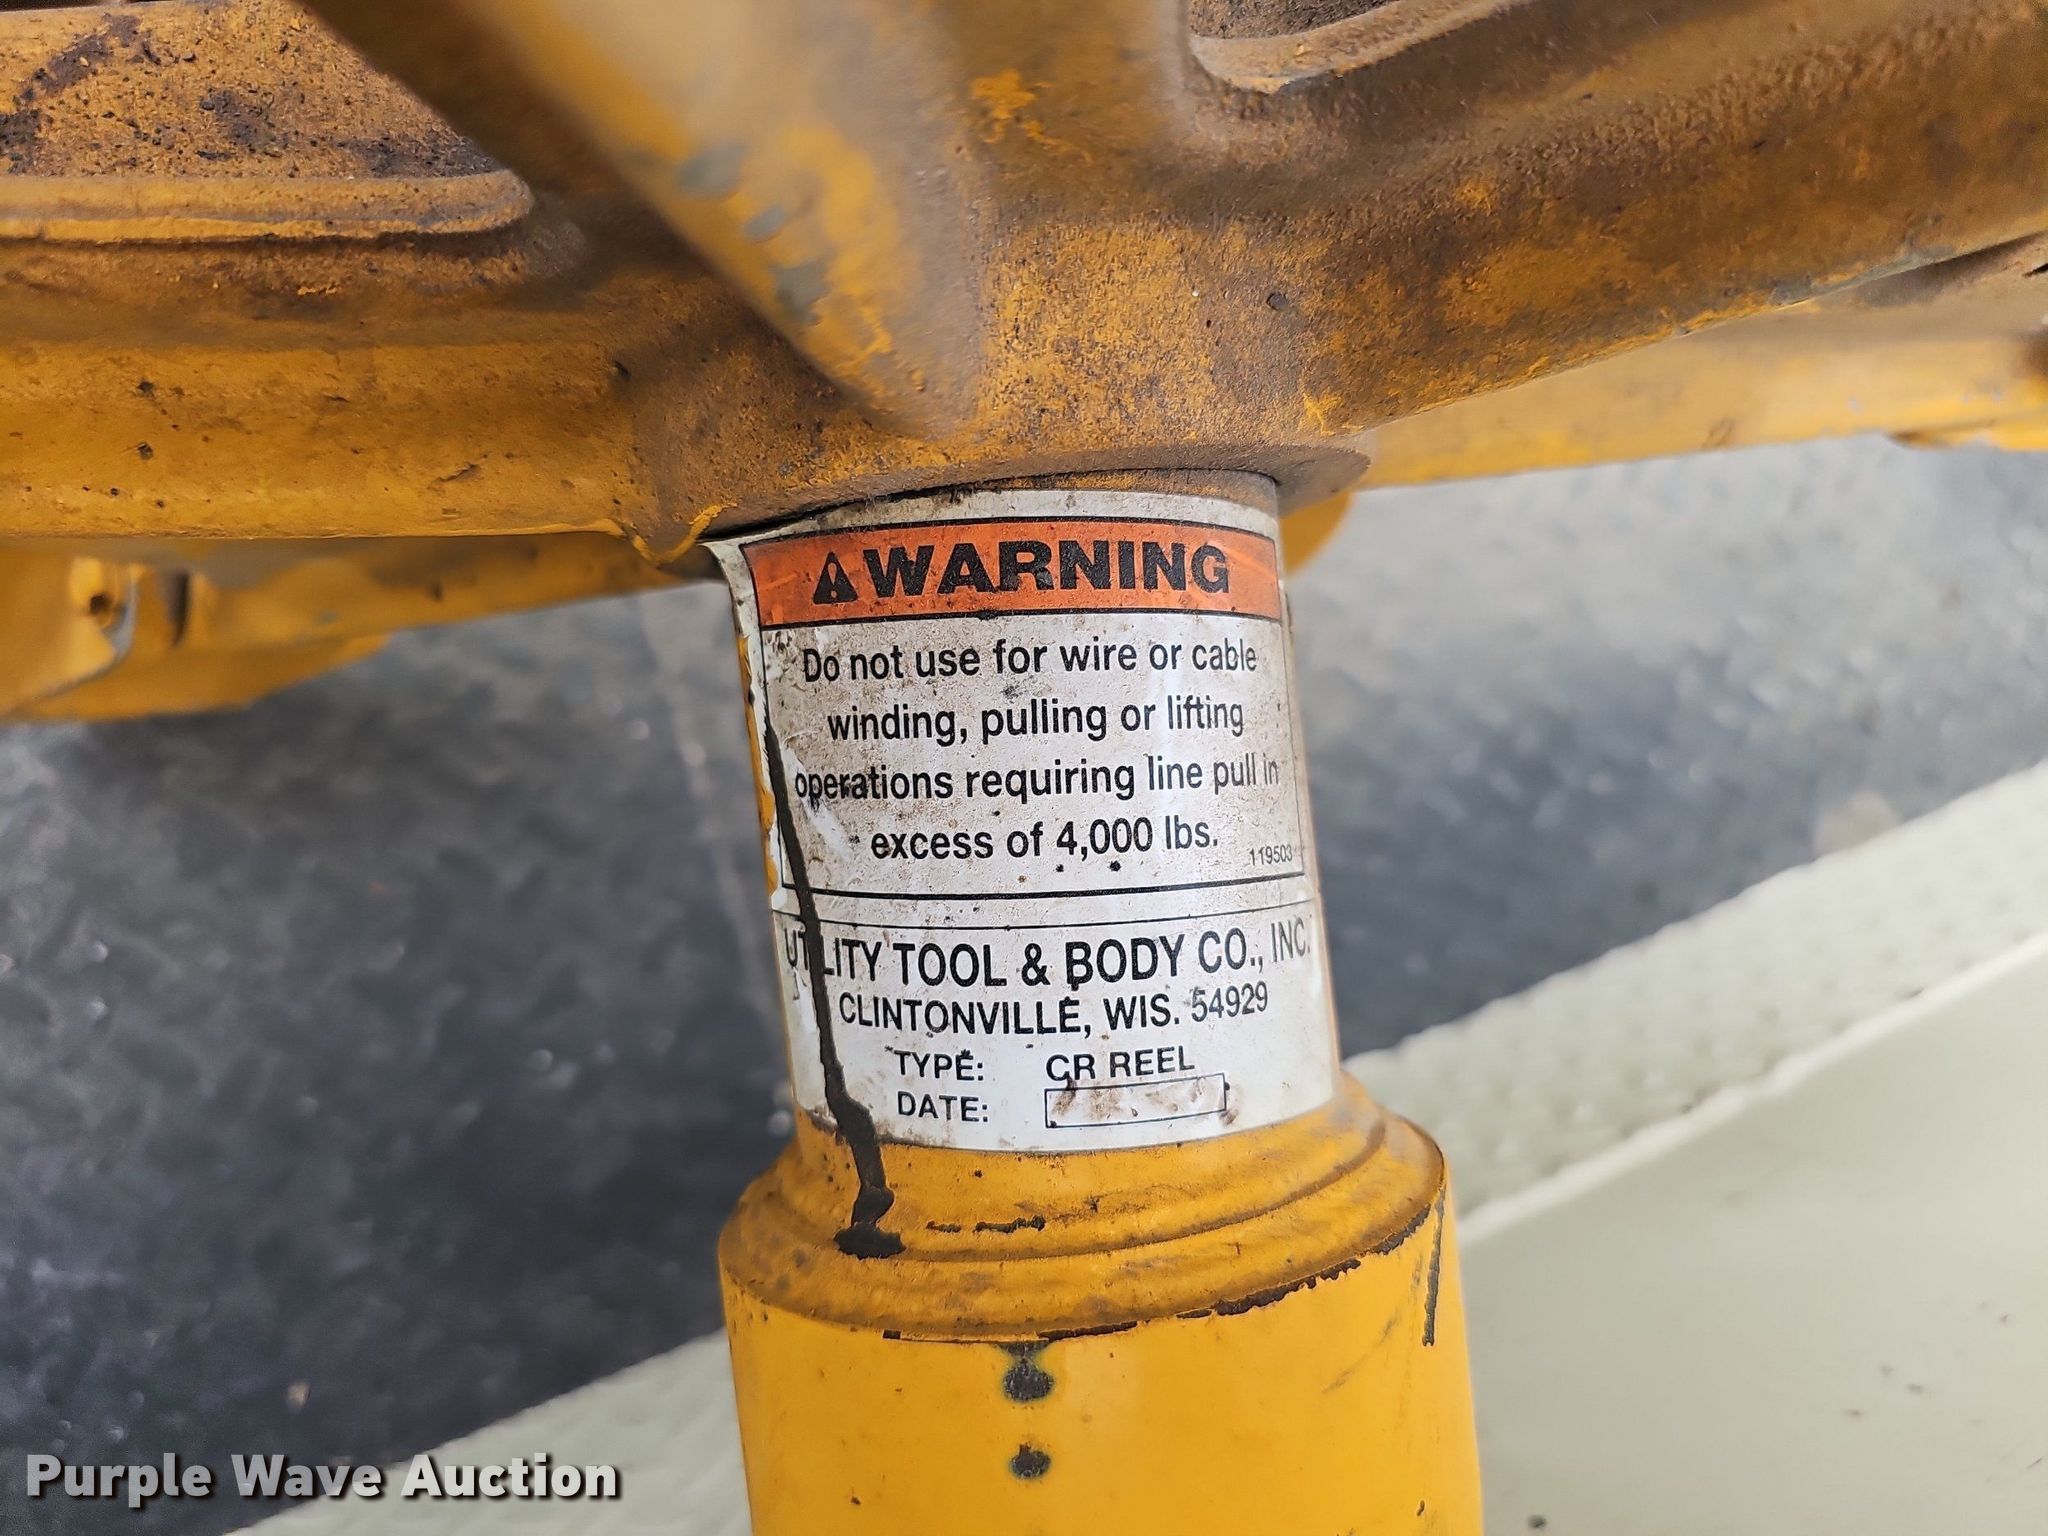 WARNING
Do not use for wire or cable
winding, pulling or lifting
operations requiring line pull in
excess of 4,000 lbs.
119503
UTILITY TOOL & BODY CO., INC.
CLINTONVILLE, WIS. 54929
TYPE: CR REEL
DATE:
Purple Wave Auction